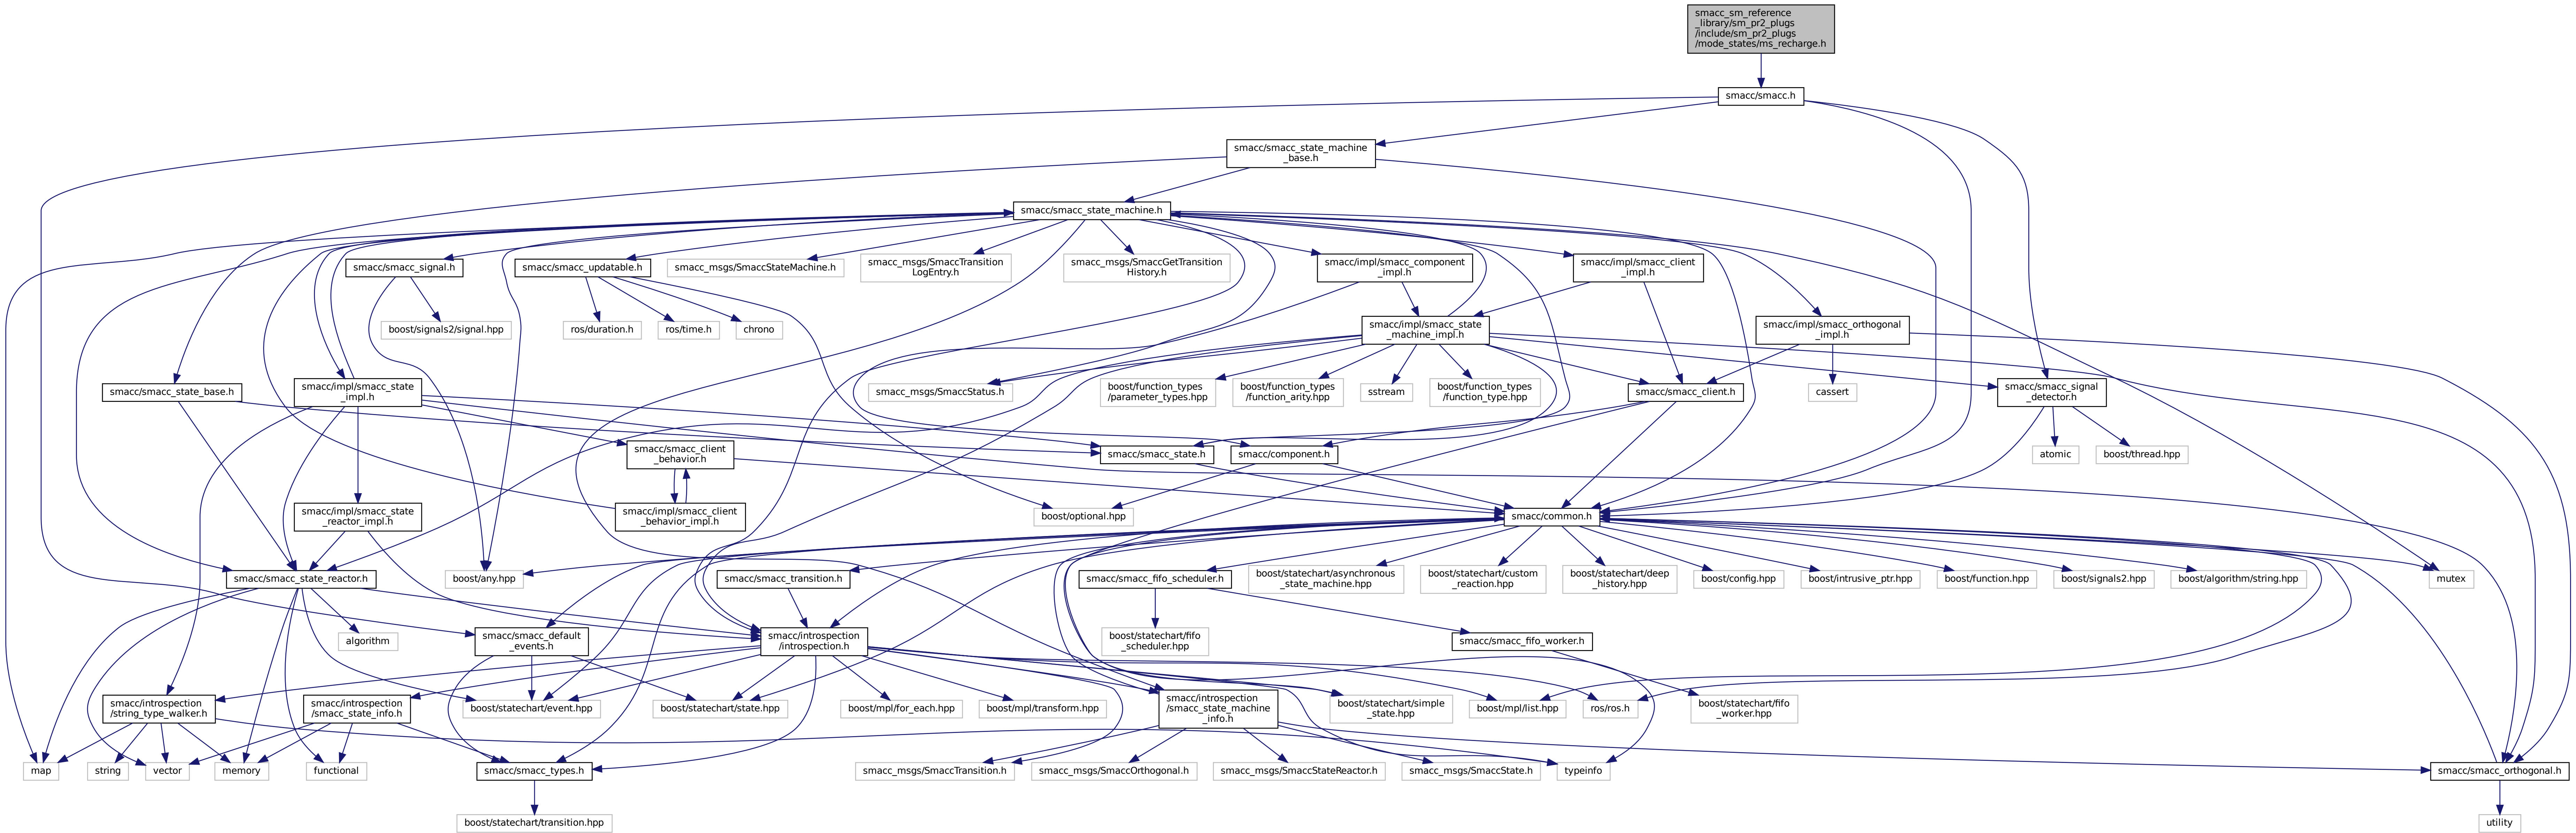 smacc_sm_reference
_library/sm_pr2_plugs
/include/sm_pr2_plugs
/mode_states/ms_recharge.h
smacc/smacc.h
smacc/smacc_state_machine
_base.h
smacc/smacc_state_machine.h
smacc/smacc_signal.h
smacc/smacc_updatable.h
smacc_msgs/SmaccStateMachine.h
smacc_msgs/SmaccTransition
LogEntry.h
smacc_msgs/SmaccGetTransition
History.h
smacc/impl/smacc_component
_impl.h
smacc/impl/smacc_client
_impl.h
boost/signals2/signal.hpp
ros/duration.h
ros/time.h
chrono
smacc/impl/smacc_state
_machine_impl.h
smacc/impl/smacc_orthogonal
_impl.h
smacc/smacc_state_base.h
smacc/impl/smacc_state
_impl.h
smacc_msgs/SmaccStatus.h
boost/function_types
/parameter_types.hpp
boost/function_types
/function_arity.hpp
sstream
boost/function_types
/function_type.hpp
smacc/smacc_client.h
cassert
smacc/smacc_signal
_detector.h
smacc/smacc_client
_behavior.h
smacc/smacc_state.h
smacc/component.h
atomic
boost/thread.hpp
smacc/impl/smacc_state
_reactor_impl.h
smacc/impl/smacc_client
_behavior_impl.h
boost/optional.hpp
smacc/common.h
smacc/smacc_state_reactor.h
boost/any.hpp
smacc/smacc_transition.h
smacc/smacc_fifo_scheduler.h
boost/statechart/asynchronous
_state_machine.hpp
boost/statechart/custom
_reaction.hpp
boost/statechart/deep
_history.hpp
boost/config.hpp
boost/intrusive_ptr.hpp
boost/function.hpp
boost/signals2.hpp
boost/algorithm/string.hpp
mutex
algorithm
smacc/smacc_default
_events.h
smacc/introspection
/introspection.h
boost/statechart/fifo
_scheduler.hpp
smacc/smacc_fifo_worker.h
smacc/introspection
/string_type_walker.h
smacc/introspection
/smacc_state_info.h
boost/statechart/event.hpp
boost/statechart/state.hpp
boost/mpl/for_each.hpp
boost/mpl/transform.hpp
smacc/introspection
/smacc_state_machine
_info.h
boost/statechart/simple
_state.hpp
boost/mpl/list.hpp
ros/ros.h
boost/statechart/fifo
_worker.hpp
map
string
vector
memory
functional
smacc/smacc_types.h
smacc_msgs/SmaccTransition.h
smacc_msgs/SmaccOrthogonal.h
smacc_msgs/SmaccStateReactor.h
smacc_msgs/SmaccState.h
typeinfo
smacc/smacc_orthogonal.h
boost/statechart/transition.hpp
utility